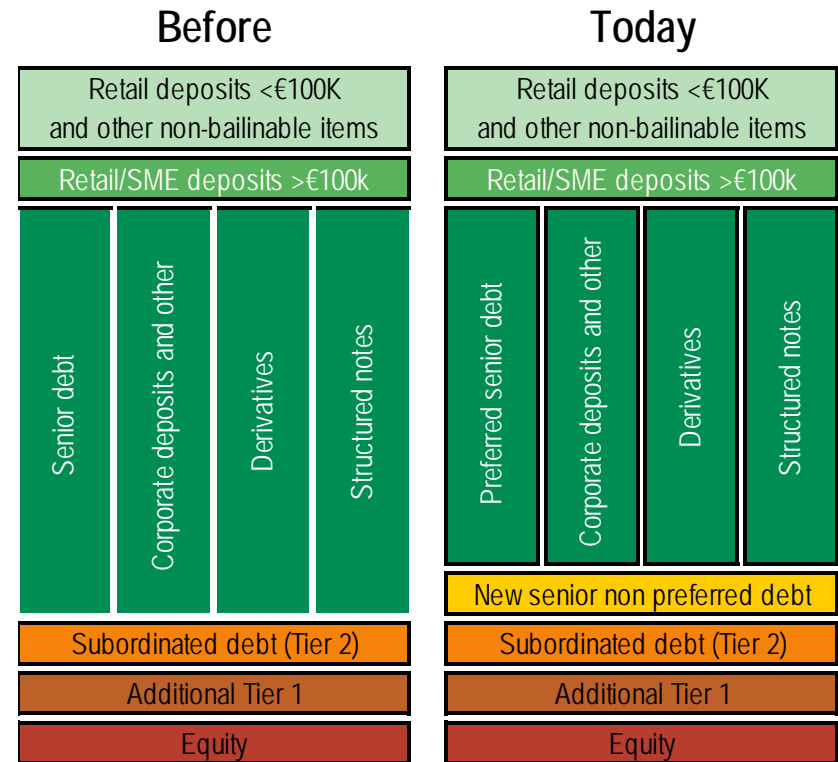 Before
Retail deposits <€100K
and other non-bailinable items
Retail/SME deposits >€100k
Senior debt
Corporate deposits and other
Derivatives
Structured notes
Subordinated debt (Tier 2)
Additional Tier 1
Equity
Today
Retail deposits <€100K
and other non-bailinable items
Retail/SME deposits >€100k
Preferred senior debt
Corporate deposits and other
Derivatives
Structured notes
New senior non preferred debt
Subordinated debt (Tier 2)
Additional Tier 1
Equity